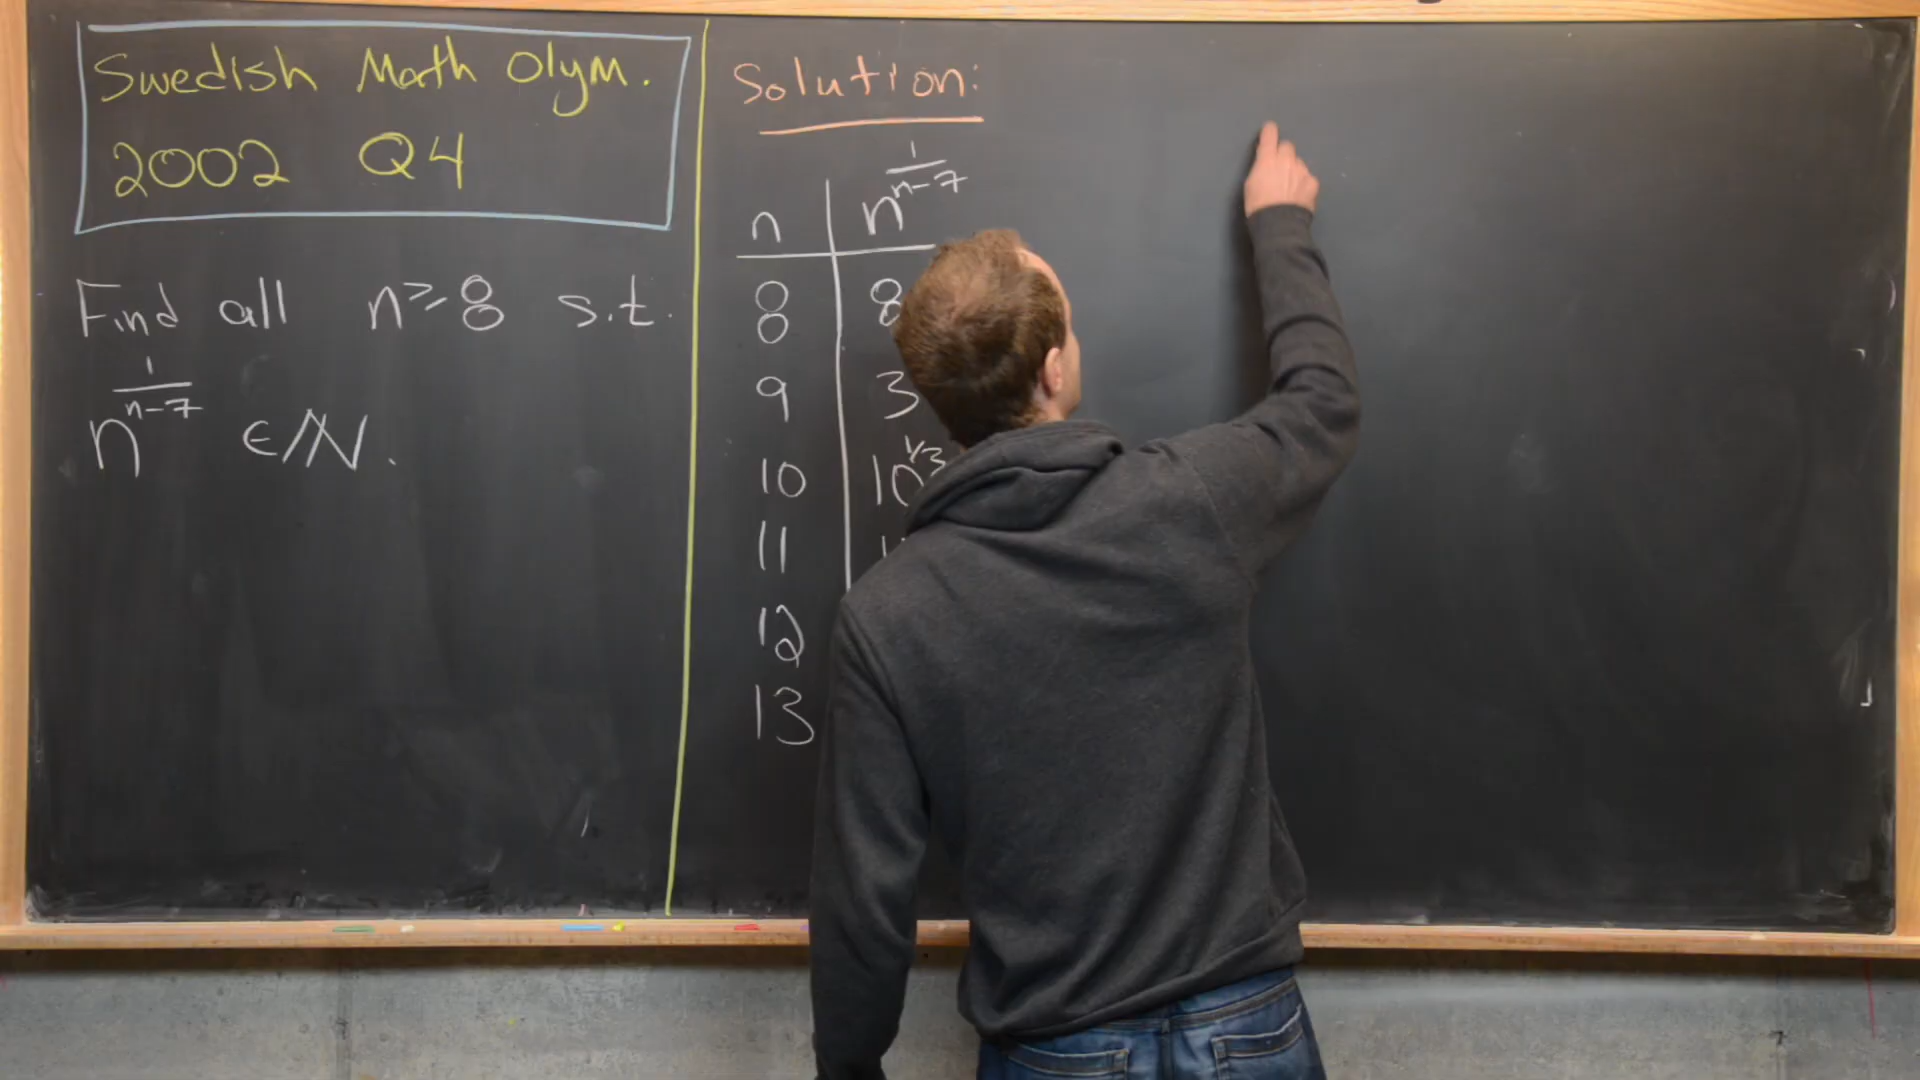 Swedish Math Olym.
2002 Q4
Find all n ≥ 8 s.t.
n^{1/(n-7)} ∈ ℕ.
Solution:
n | n^{1/(n-7)}
8 | 8
9 | 3
10 | 10^{1/3}
11
12
13